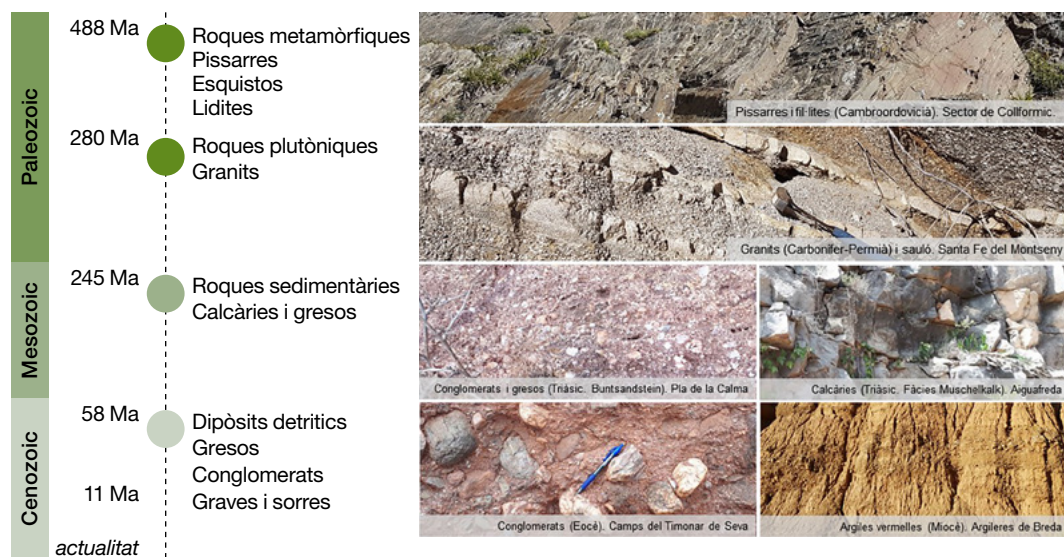 Paleozoic
488 Ma
Roques metamòrfiques
Pissarres
Esquistos
Lidites
280 Ma
Roques plutòniques
Granits
Mesozoic
245 Ma
Roques sedimentàries
Calcàries i gresos
Cenozoic
58 Ma
Dipòsits detritics
Gresos
Conglomerats
11 Ma
Graves i sorres
actualitat
Pissarres i fil·lites (Cambroordovicià). Sector de Collformic.
Granits (Carbonífer-Permià) i sauló. Santa Fe del Montseny
Conglomerats i gresos (Triàsic. Buntsandstein). Pla de la Calma
Calcàries (Triàsic. Fàcies Muschelkalk). Aiguafreda
Conglomerats (Eocè). Camps del Timonar de Seva
Argiles vermelles (Miocè). Argileres de Breda